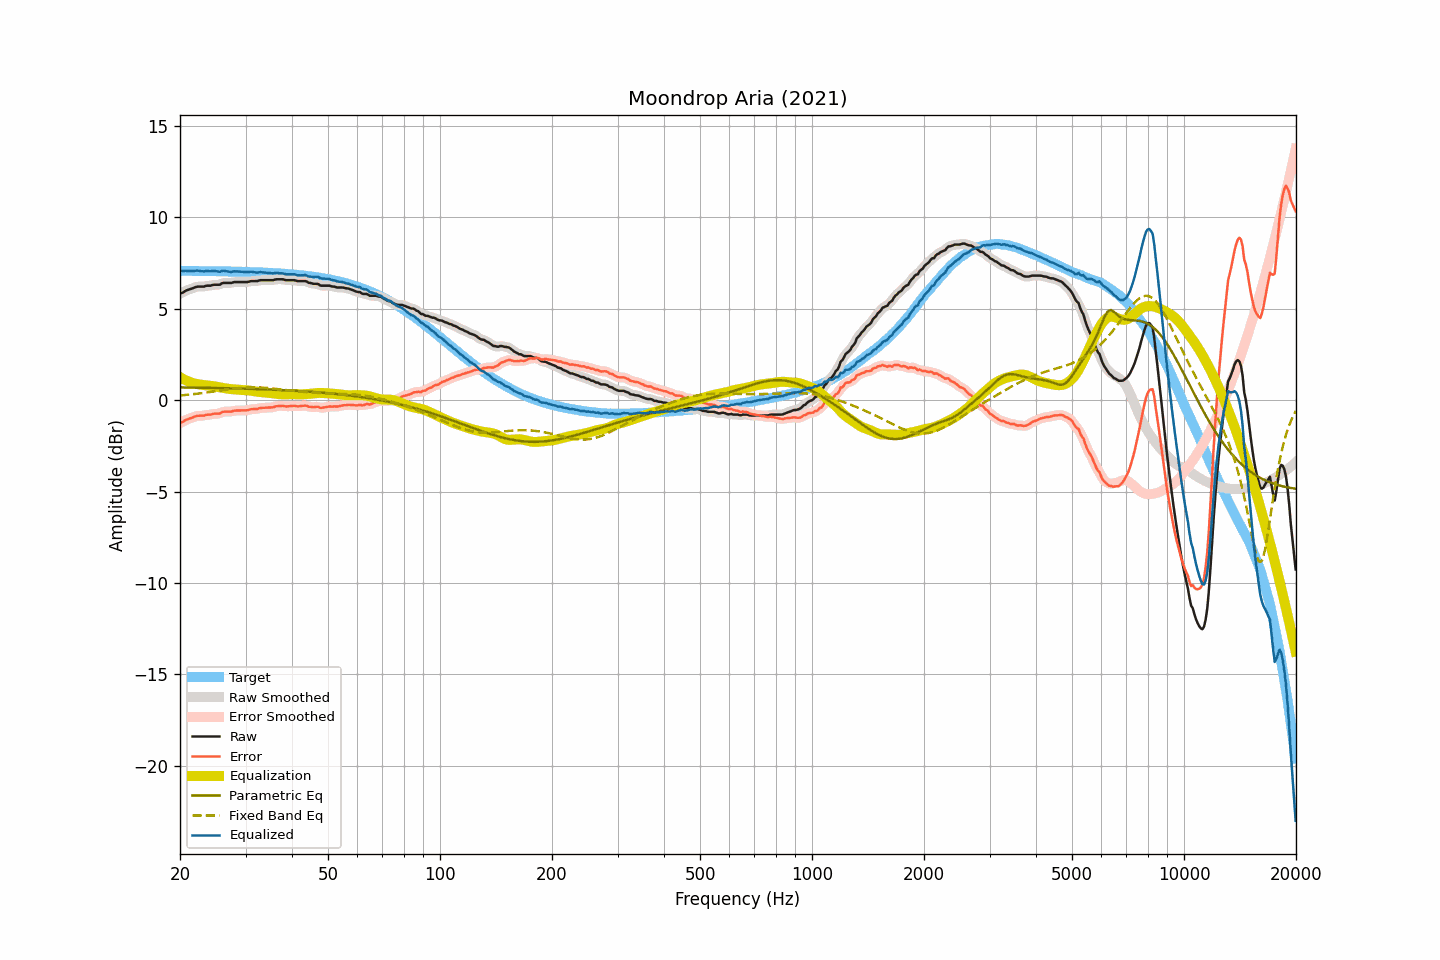 Moondrop Aria (2021)
15
10
5
0
−5
−10
−15
−20
Amplitude (dBr)
Target
Raw Smoothed
Error Smoothed
Raw
Error
Equalization
Parametric Eq
Fixed Band Eq
Equalized
20 50 100 200 500 1000 2000 5000 10000 20000
Frequency (Hz)